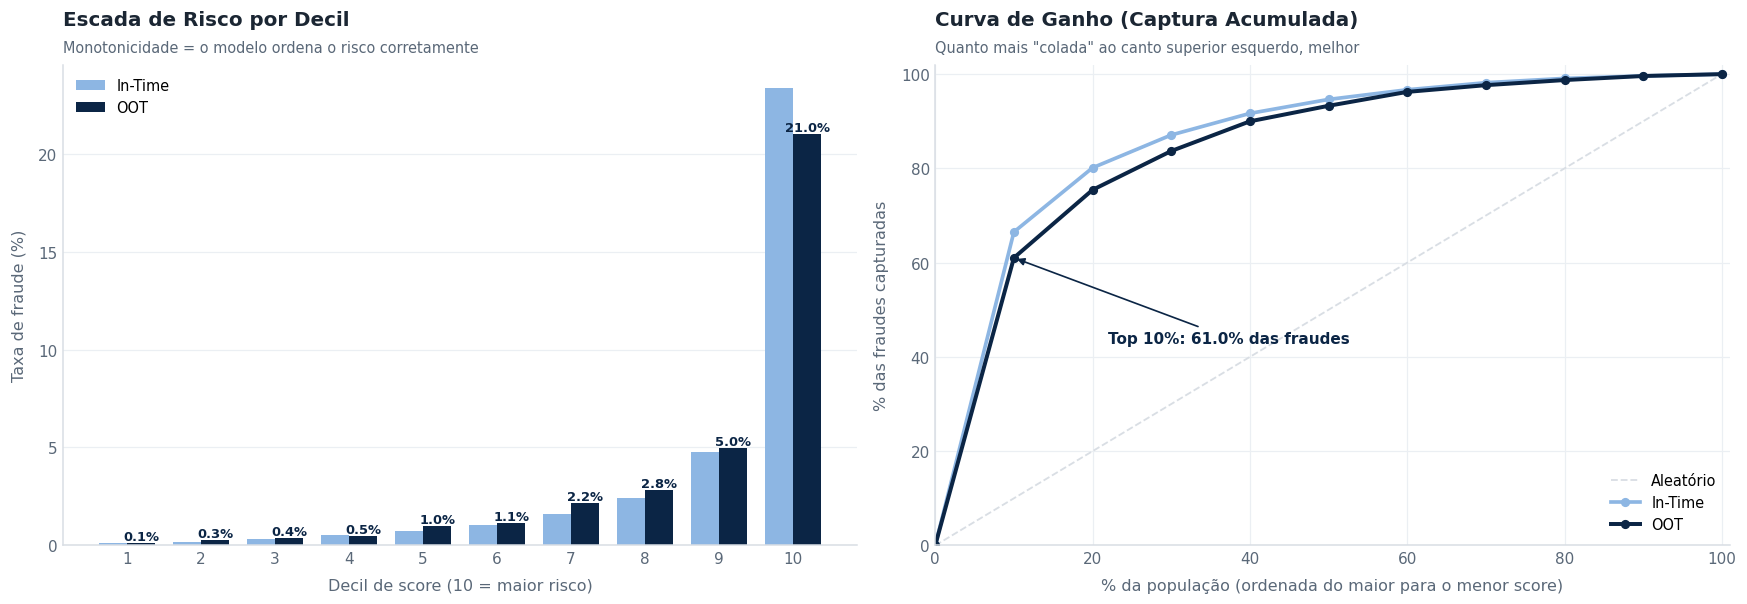 Escada de Risco por Decil
Monotonicidade = o modelo ordena o risco corretamente
In-Time
OOT
Taxa de fraude (%)
20
15
10
5
0
0.1%
0.3%
0.4%
0.5%
1.0%
1.1%
2.2%
2.8%
5.0%
21.0%
1 2 3 4 5 6 7 8 9 10
Decil de score (10 = maior risco)
Curva de Ganho (Captura Acumulada)
Quanto mais "colada" ao canto superior esquerdo, melhor
% das fraudes capturadas
100
80
60
40
20
0
Top 10%: 61.0% das fraudes
Aleatório
In-Time
OOT
0 20 40 60 80 100
% da população (ordenada do maior para o menor score)